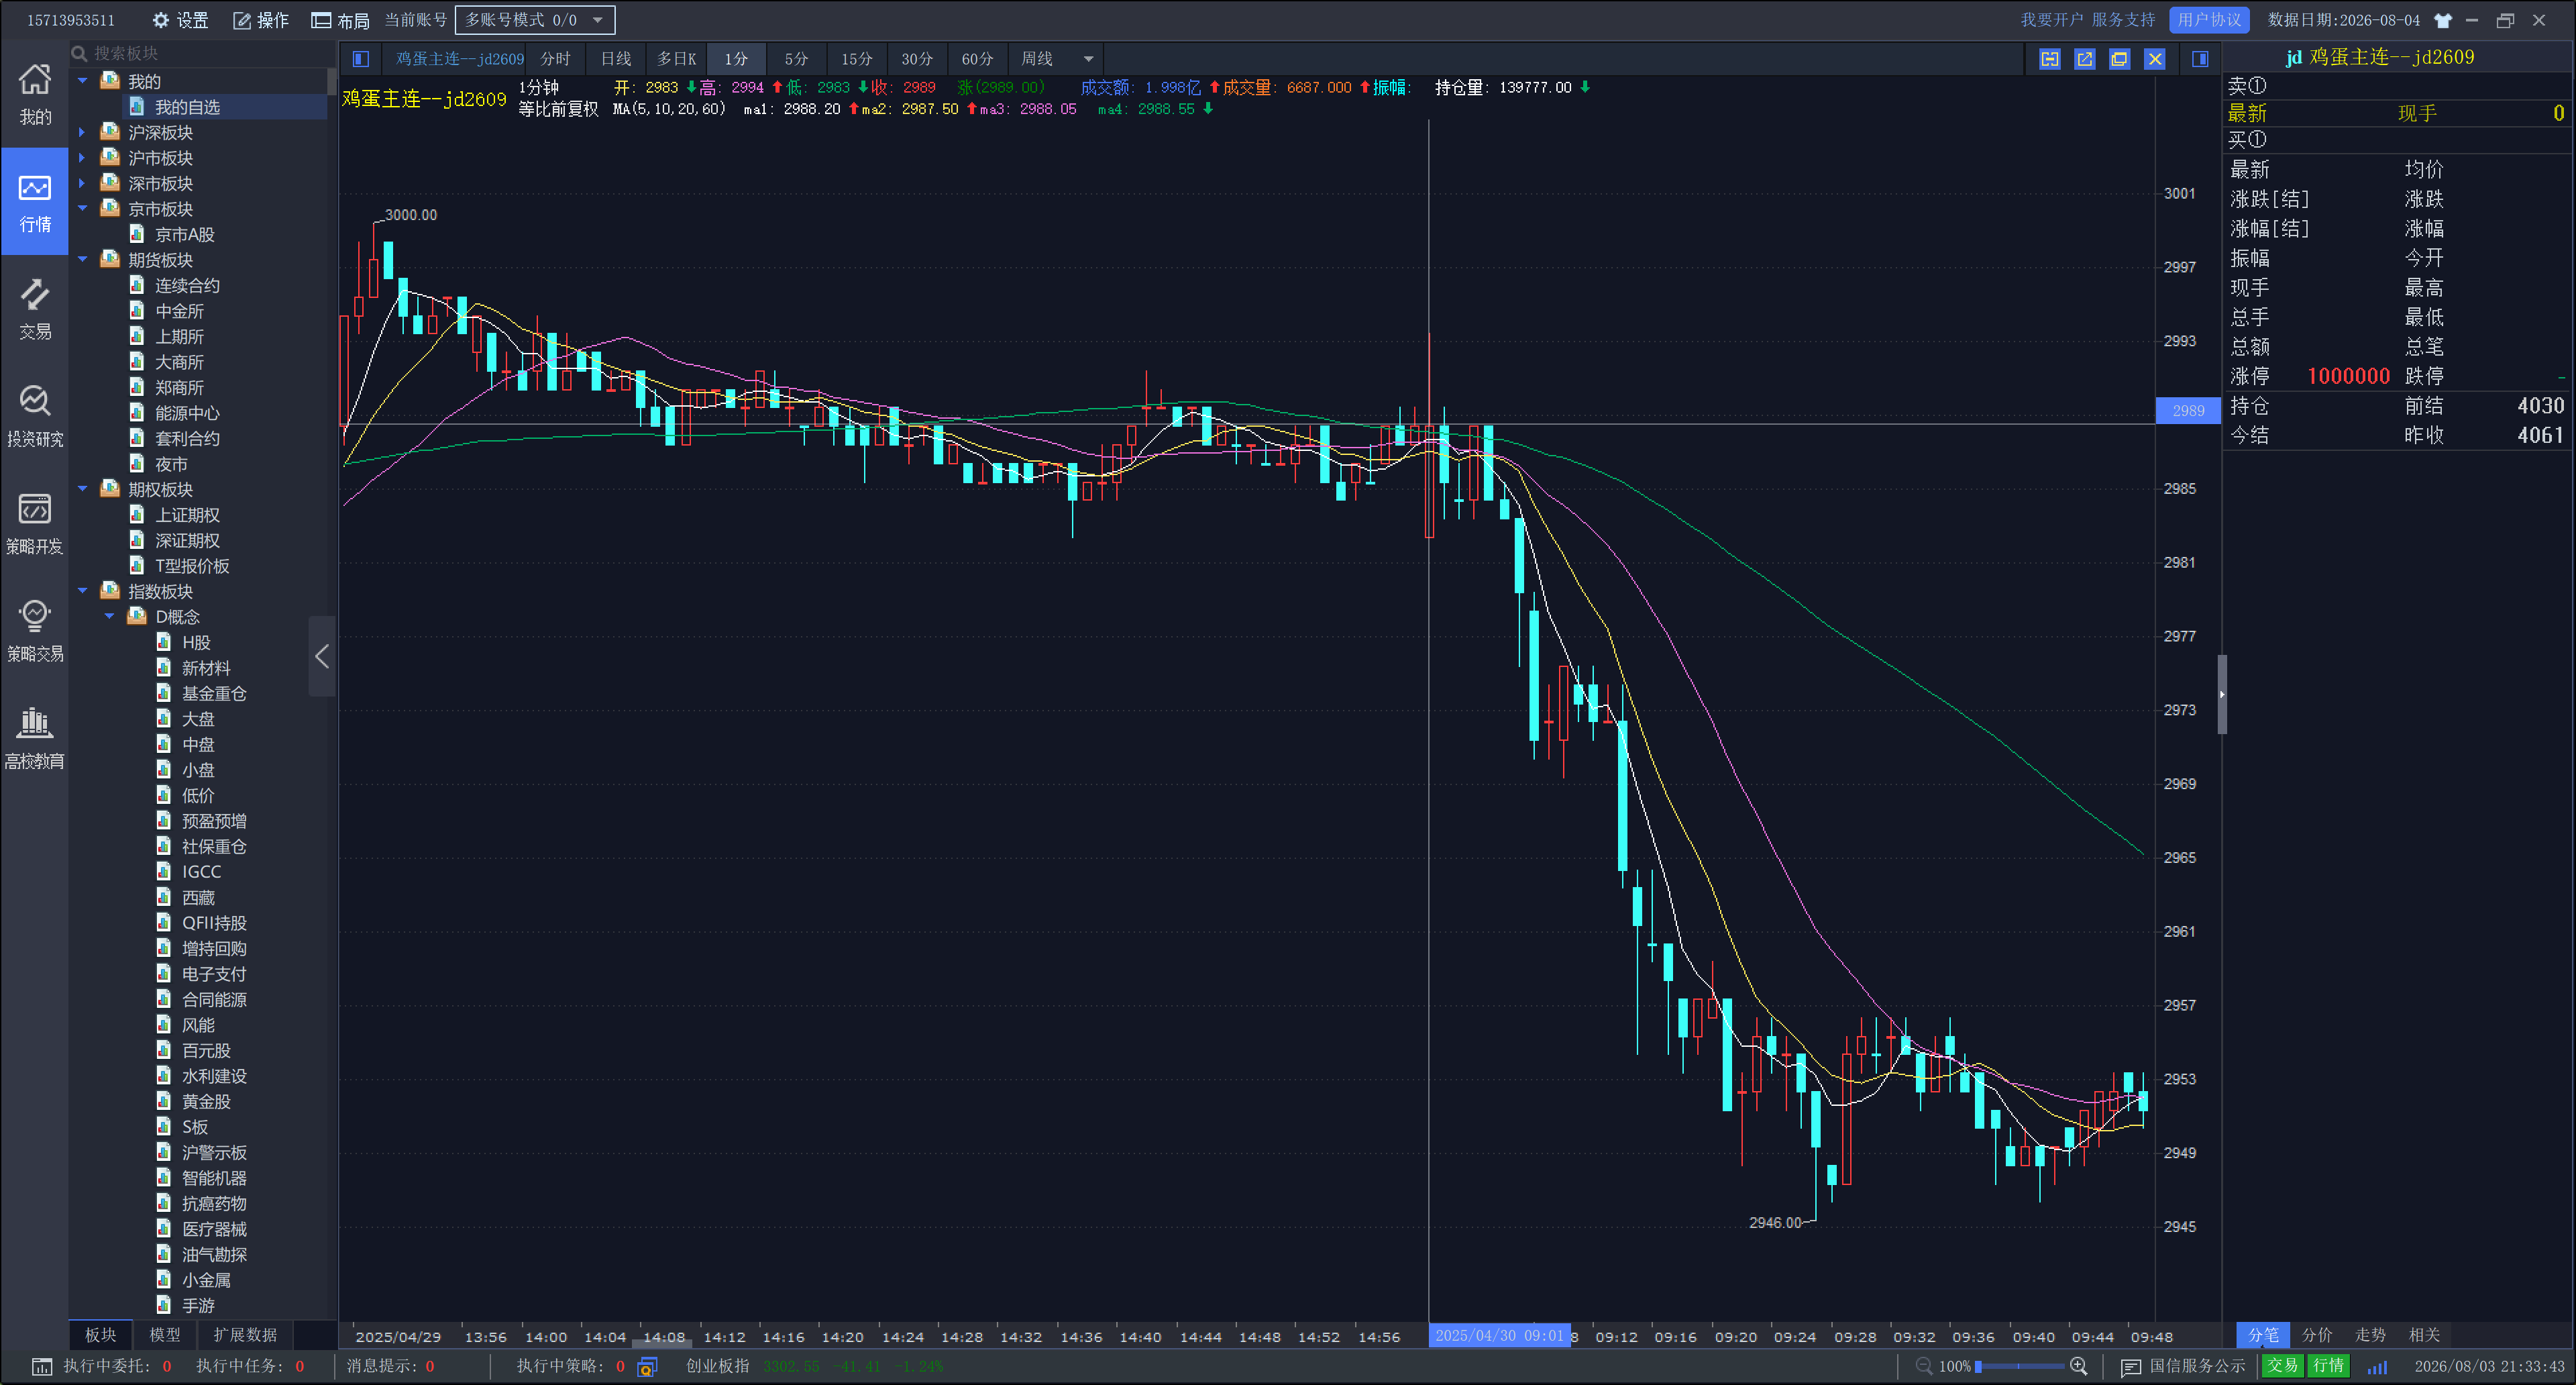 15713953511 设置 操作 布局 当前账号 多账号模式 0/0 我要开户 服务支持 用户协议 数据日期:2026-08-04
我的
行情
交易
投资研究
策略开发
策略交易
高校教育
搜索板块
我的
我的自选
沪深板块
沪市板块
深市板块
京市板块
京市A股
期货板块
连续合约
中金所
上期所
大商所
郑商所
能源中心
套利合约
夜市
期权板块
上证期权
深证期权
T型报价板
指数板块
D概念
H股
新材料
基金重仓
大盘
中盘
小盘
低价
预盈预增
社保重仓
IGCC
西藏
QFII持股
增持回购
电子支付
合同能源
风能
百元股
水利建设
黄金股
S板
沪警示板
智能机器
抗癌药物
医疗器械
油气勘探
小金属
手游
板块 模型 扩展数据
鸡蛋主连--jd2609 分时 日线 多日K 1分 5分 15分 30分 60分 周线
鸡蛋主连--jd2609 1分钟 开: 2983 高: 2994 低: 2983 收: 2989 涨(2989.00) 成交额: 1.998亿 成交量: 6687.000 振幅: 持仓量: 139777.00
等比前复权 MA(5,10,20,60) ma1: 2988.20 ma2: 2987.50 ma3: 2988.05 ma4: 2988.55
3000.00
2946.00
3001
2997
2993
2989
2985
2981
2977
2973
2969
2965
2961
2957
2953
2949
2945
2025/04/29 13:56 14:00 14:04 14:08 14:12 14:16 14:20 14:24 14:28 14:32 14:36 14:40 14:44 14:48 14:52 14:56 2025/04/30 09:01 8 09:12 09:16 09:20 09:24 09:28 09:32 09:36 09:40 09:44 09:48
jd 鸡蛋主连--jd2609
卖①
最新 现手 0
买①
最新 均价
涨跌[结] 涨跌
涨幅[结] 涨幅
振幅 今开
现手 最高
总手 最低
总额 总笔
涨停 1000000 跌停 -
持仓 前结 4030
今结 昨收 4061
分笔 分价 走势 相关
执行中委托: 0 执行中任务: 0 消息提示: 0 执行中策略: 0 创业板指 3302.55 -41.41 -1.24% 100% 国信服务公示 交易 行情 2026/08/03 21:33:43